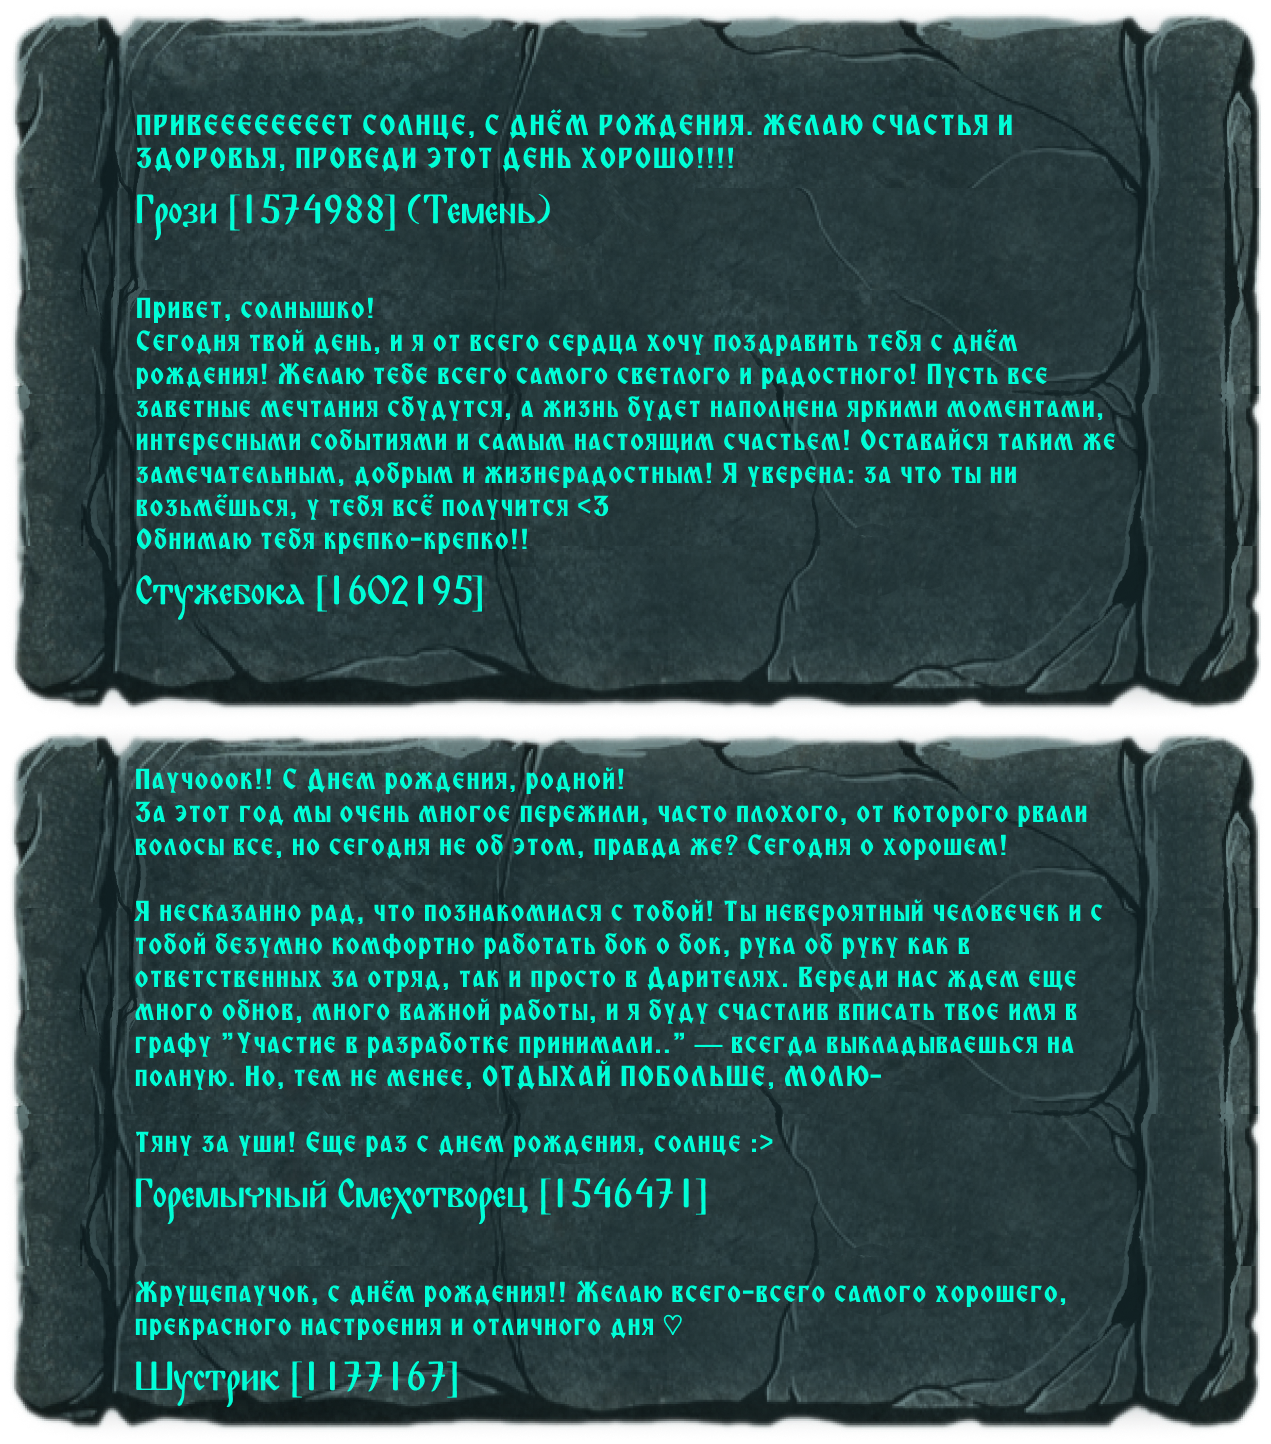 ПРИВЕЕЕЕЕЕЕЕЕТ СОЛНЦЕ, С ДНЁМ РОЖДЕНИЯ. ЖЕЛАЮ СЧАСТЬЯ И
ЗДОРОВЬЯ, ПРОВЕДИ ЭТОТ ДЕНЬ ХОРОШО!!!!
Грози [1574988] (Темень)
Привет, солнышко!
Сегодня твой день, и я от всего сердца хочу поздравить тебя с днём
рождения! Желаю тебе всего самого светлого и радостного! Пусть все
заветные мечтания сбудутся, а жизнь будет наполнена яркими моментами,
интересными событиями и самым настоящим счастьем! Оставайся таким же
замечательным, добрым и жизнерадостным! Я уверена: за что ты ни
возьмёшься, у тебя всё получится <3
Обнимаю тебя крепко-крепко!!
Стужебока [1602195]
Паучооок!! С Днем рождения, родной!
За этот год мы очень многое пережили, часто плохого, от которого рвали
волосы все, но сегодня не об этом, правда же? Сегодня о хорошем!
Я несказанно рад, что познакомился с тобой! Ты невероятный человечек и с
тобой безумно комфортно работать бок о бок, рука об руку как в
ответственных за отряд, так и просто в Дарителях. Вереди нас ждем еще
много обнов, много важной работы, и я буду счастлив вписать твое имя в
графу "Участие в разработке принимали.." — всегда выкладываешься на
полную. Но, тем не менее, ОТДЫХАЙ ПОБОЛЬШЕ, МОЛЮ-
Тяну за уши! Еще раз с днем рождения, солнце :>
Горемычный Смехотворец [1546471]
Жрущепаучок, с днём рождения!! Желаю всего-всего самого хорошего,
прекрасного настроения и отличного дня ♡
Шустрик [1177167]